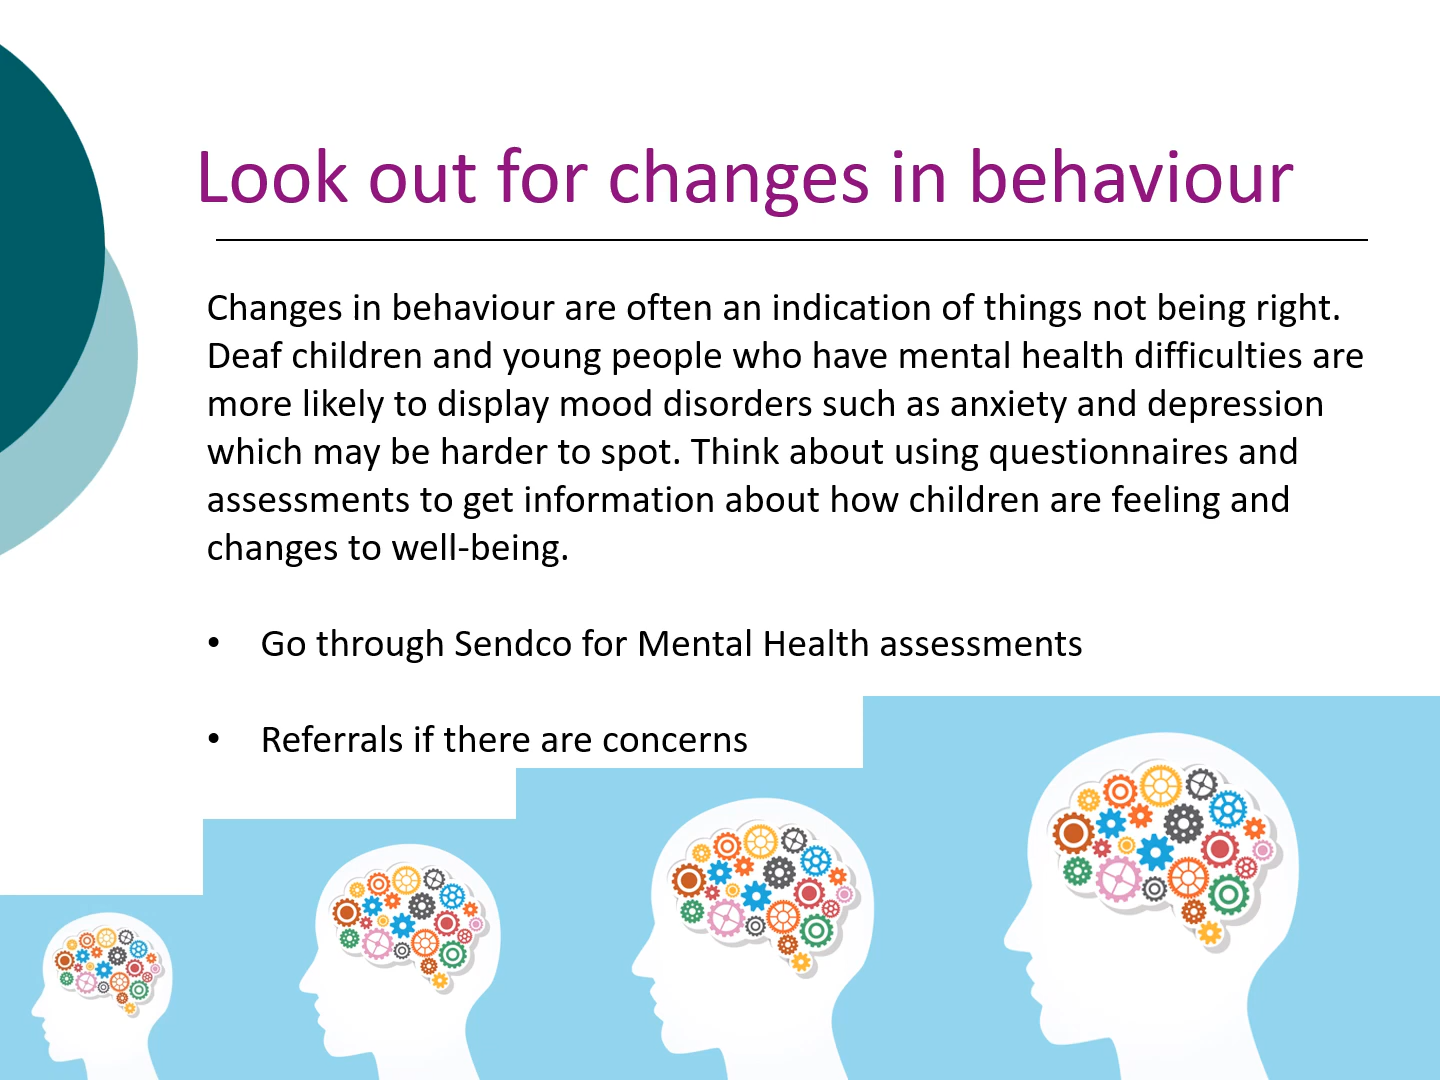 Look out for changes in behaviour
Changes in behaviour are often an indication of things not being right.
Deaf children and young people who have mental health difficulties are
more likely to display mood disorders such as anxiety and depression
which may be harder to spot. Think about using questionnaires and
assessments to get information about how children are feeling and
changes to well-being.
• Go through Sendco for Mental Health assessments
• Referrals if there are concerns